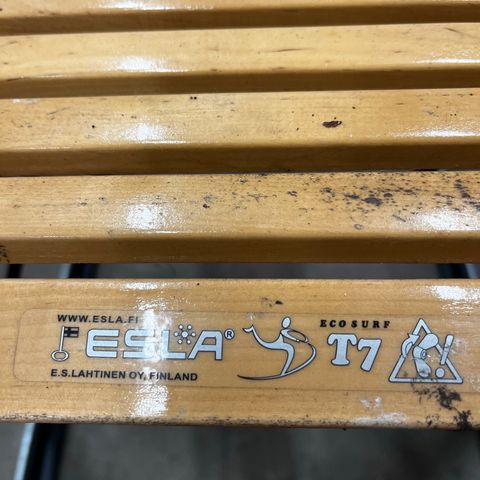 WWW.ESLA.FI
ESLA®
E.S.LAHTINEN OY, FINLAND
ECO SURF
T7